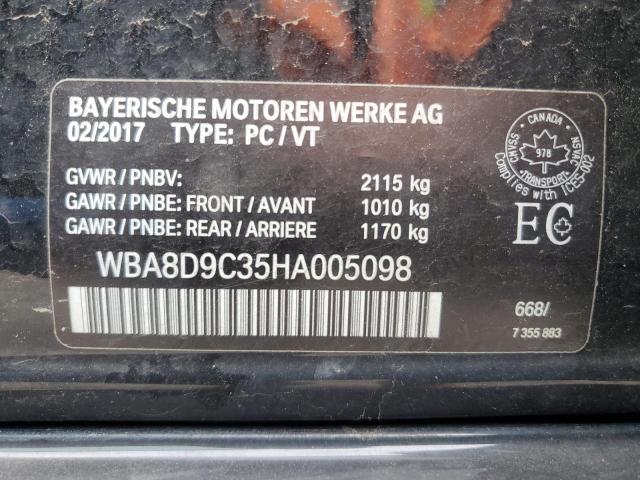 BAYERISCHE MOTOREN WERKE AG
02/2017 TYPE: PC / VT
GVWR / PNBV: 2115 kg
GAWR / PNBE: FRONT / AVANT 1010 kg
GAWR / PNBE: REAR / ARRIERE 1170 kg
WBA8D9C35HA005098
CANADA
CMVSS
NSVAC
978
TRANSPORT
Complies with ICES-002
EC
668/
7 355 883